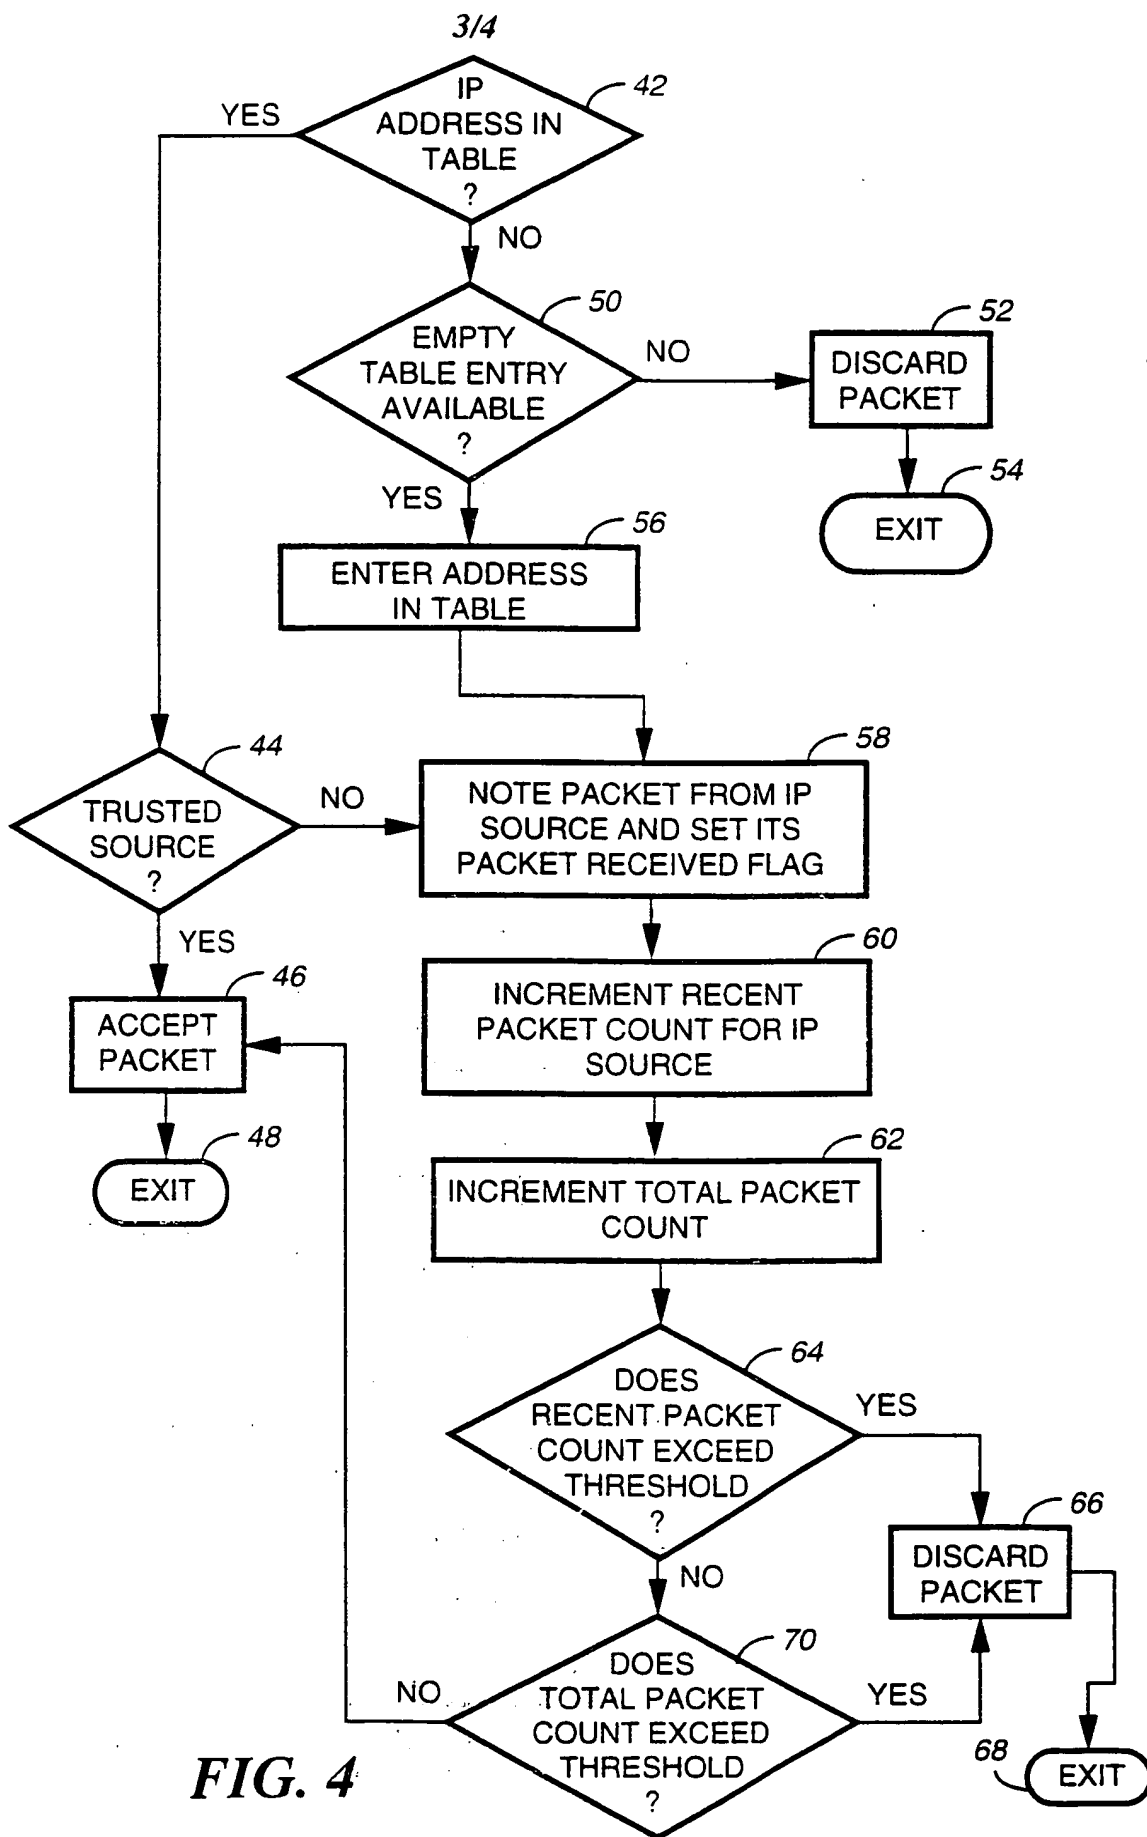 3/4
IP
ADDRESS IN
TABLE
?
42
YES
NO
EMPTY
TABLE ENTRY
AVAILABLE
?
50
NO
52
DISCARD
PACKET
54
EXIT
YES
56
ENTER ADDRESS
IN TABLE
44
TRUSTED
SOURCE
?
NO
58
NOTE PACKET FROM IP
SOURCE AND SET ITS
PACKET RECEIVED FLAG
YES
46
ACCEPT
PACKET
60
INCREMENT RECENT
PACKET COUNT FOR IP
SOURCE
48
EXIT
62
INCREMENT TOTAL PACKET
COUNT
64
DOES
RECENT PACKET
COUNT EXCEED
THRESHOLD
?
YES
66
DISCARD
PACKET
NO
70
DOES
TOTAL PACKET
COUNT EXCEED
THRESHOLD
?
NO
YES
68
EXIT
FIG. 4